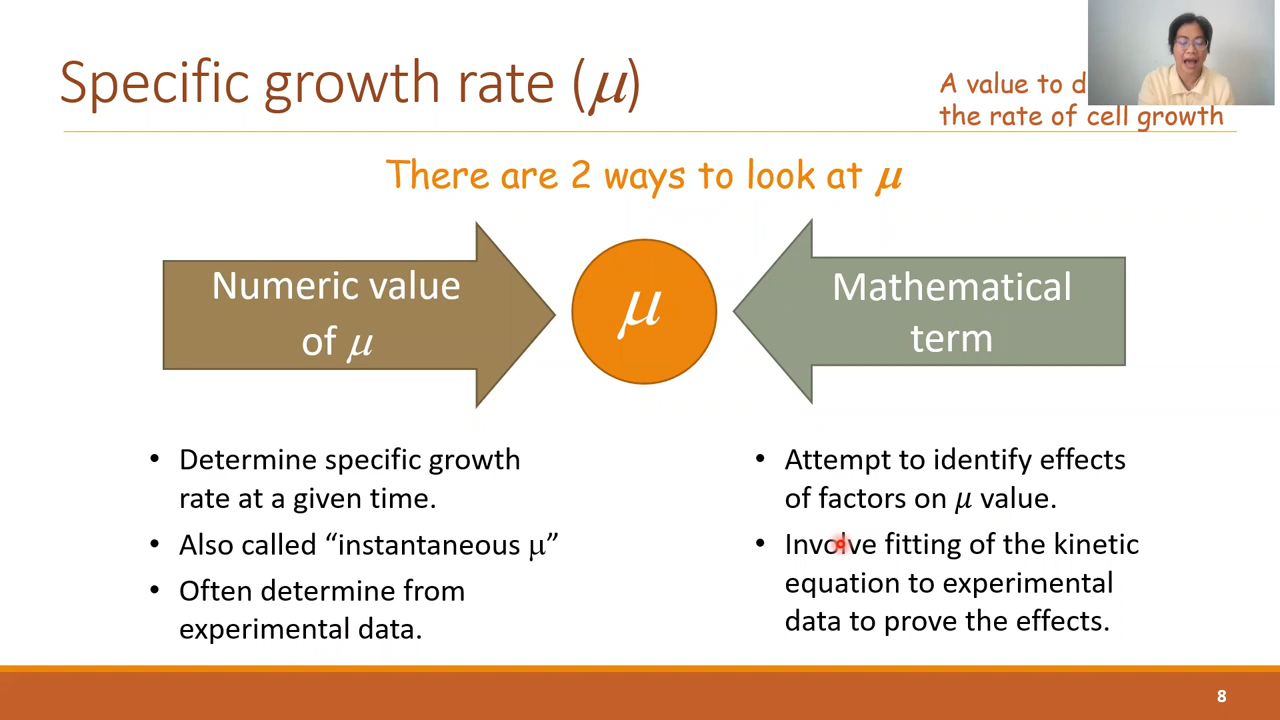 Specific growth rate (μ)
A value to
the rate of cell growth
There are 2 ways to look at μ
Numeric value
of μ
μ
Mathematical
term
• Determine specific growth
rate at a given time.
• Also called “instantaneous μ”
• Often determine from
experimental data.
• Attempt to identify effects
of factors on μ value.
• Involve fitting of the kinetic
equation to experimental
data to prove the effects.
8